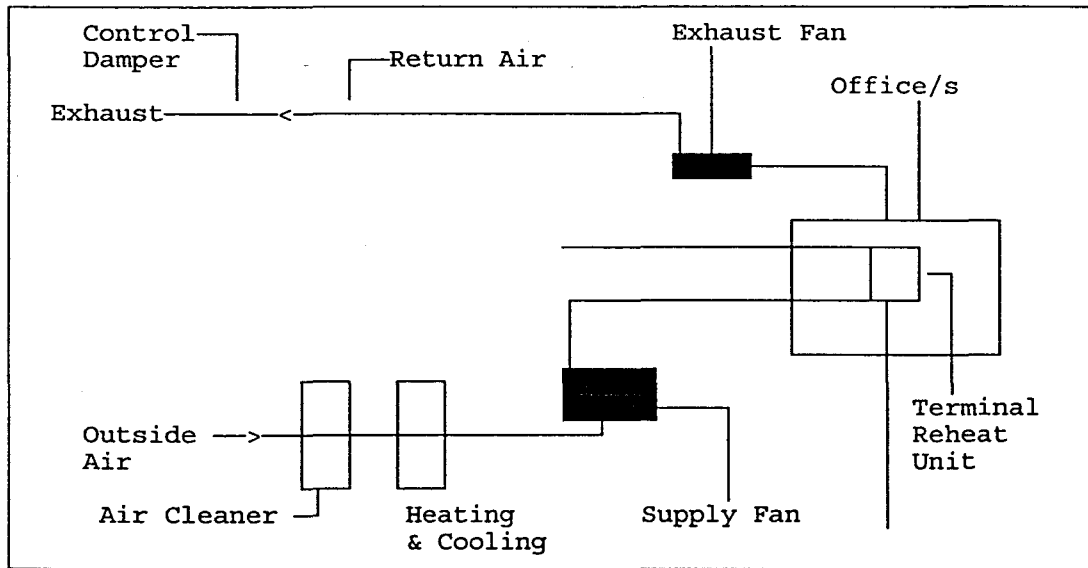 Control
Damper
Return Air
Exhaust Fan
Office/s
Exhaust
<
Outside
Air
>
Air Cleaner
Heating
& Cooling
Supply Fan
Terminal
Reheat
Unit